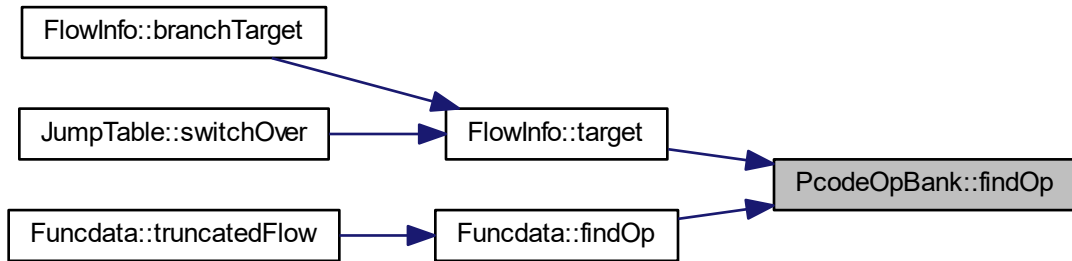 FlowInfo::branchTarget
JumpTable::switchOver
FlowInfo::target
PcodeOpBank::findOp
Funcdata::truncatedFlow
Funcdata::findOp